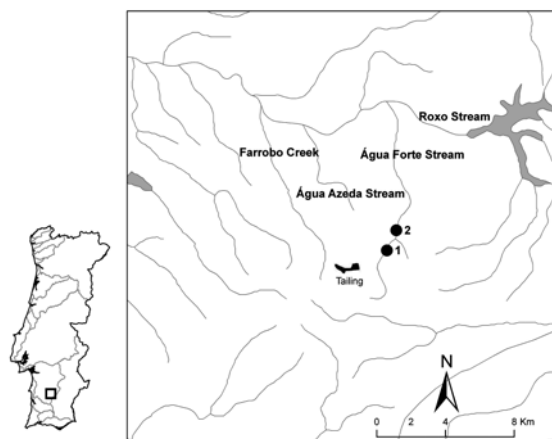 Roxo Stream
Farrobo Creek
Água Forte Stream
Água Azeda Stream
2
1
Tailing
N
0 2 4 8 Km